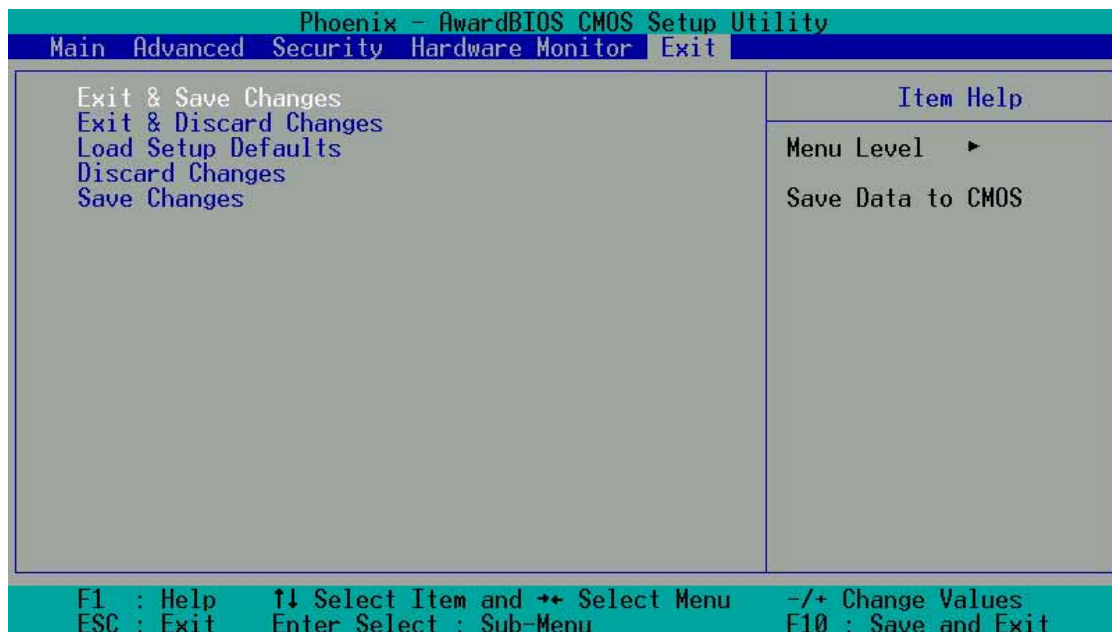 Phoenix - AwardBIOS CMOS Setup Utility
Main Advanced Security Hardware Monitor Exit
Exit & Save Changes
Exit & Discard Changes
Load Setup Defaults
Discard Changes
Save Changes
Item Help
Menu Level ►
Save Data to CMOS
F1 : Help ↑↓ Select Item and →← Select Menu -/+ Change Values
ESC : Exit Enter Select : Sub-Menu F10 : Save and Exit